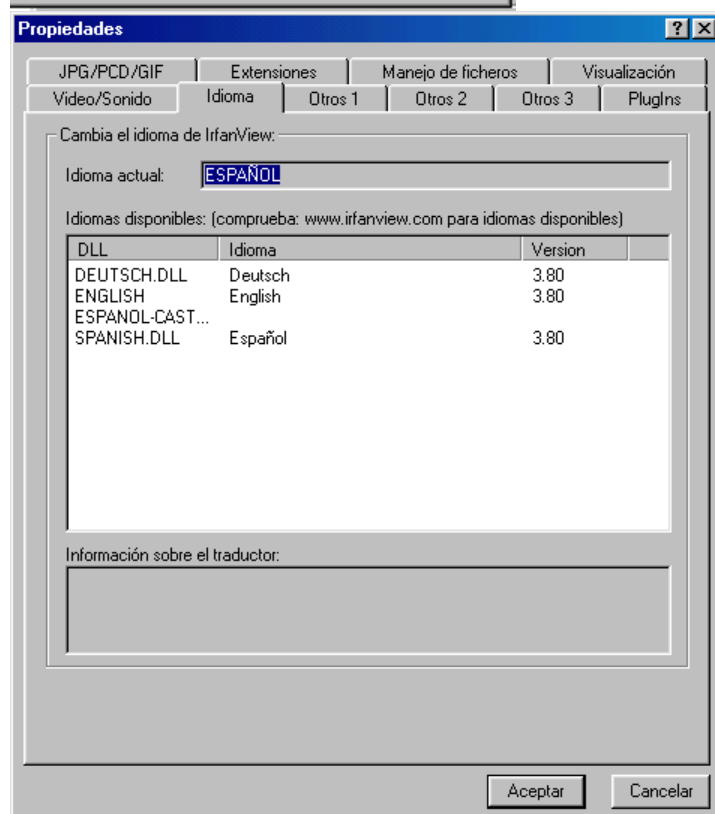 Propiedades
JPG/PCD/GIF Extensiones Manejo de ficheros Visualización
Video/Sonido Idioma Otros 1 Otros 2 Otros 3 PlugIns
Cambia el idioma de IrfanView:
Idioma actual: ESPAÑOL
Idiomas disponibles: (comprueba: www.irfanview.com para idiomas disponibles)
DLL Idioma Version
DEUTSCH.DLL Deutsch 3.80
ENGLISH English 3.80
ESPANOL-CAST...
SPANISH.DLL Español 3.80
Información sobre el traductor:
Aceptar Cancelar